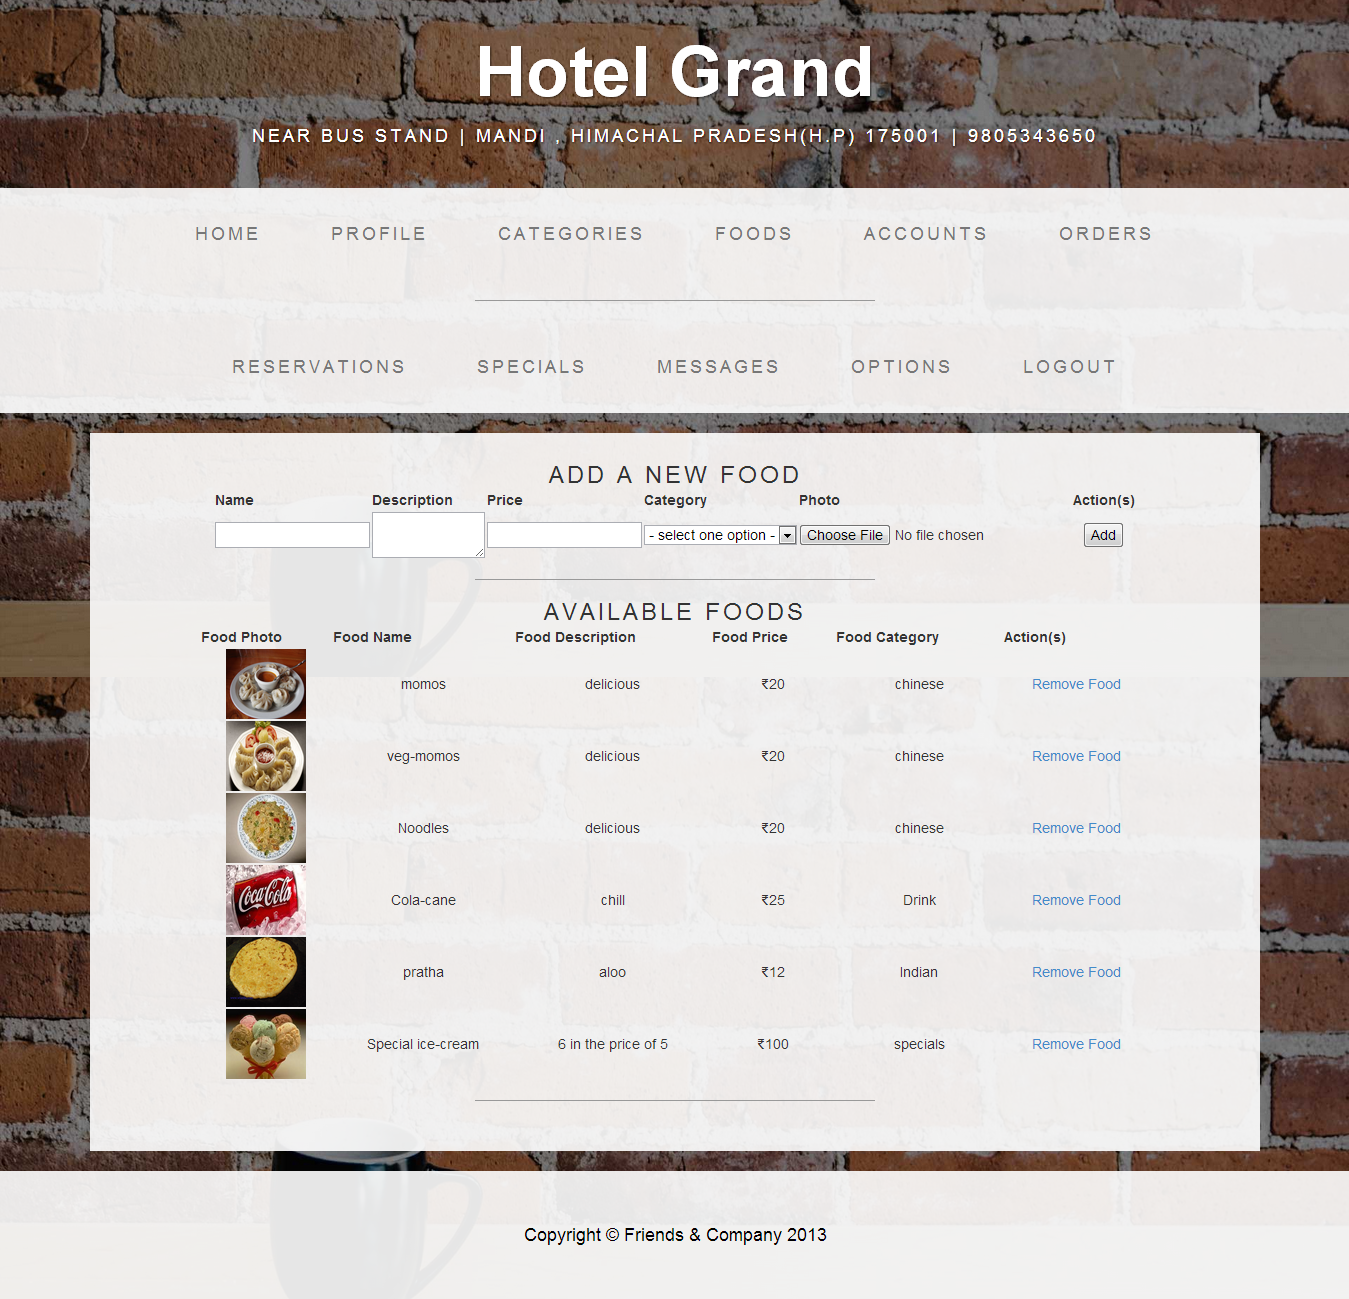 Hotel Grand
NEAR BUS STAND | MANDI , HIMACHAL PRADESH(H.P) 175001 | 9805343650
HOME PROFILE CATEGORIES FOODS ACCOUNTS ORDERS
RESERVATIONS SPECIALS MESSAGES OPTIONS LOGOUT
ADD A NEW FOOD
Name Description Price Category Photo Action(s)
- select one option - Choose File No file chosen Add
AVAILABLE FOODS
Food Photo Food Name Food Description Food Price Food Category Action(s)
momos delicious ₹20 chinese Remove Food
veg-momos delicious ₹20 chinese Remove Food
Noodles delicious ₹20 chinese Remove Food
Coca-Cola Cola-cane chill ₹25 Drink Remove Food
pratha aloo ₹12 Indian Remove Food
Special ice-cream 6 in the price of 5 ₹100 specials Remove Food
Copyright © Friends & Company 2013